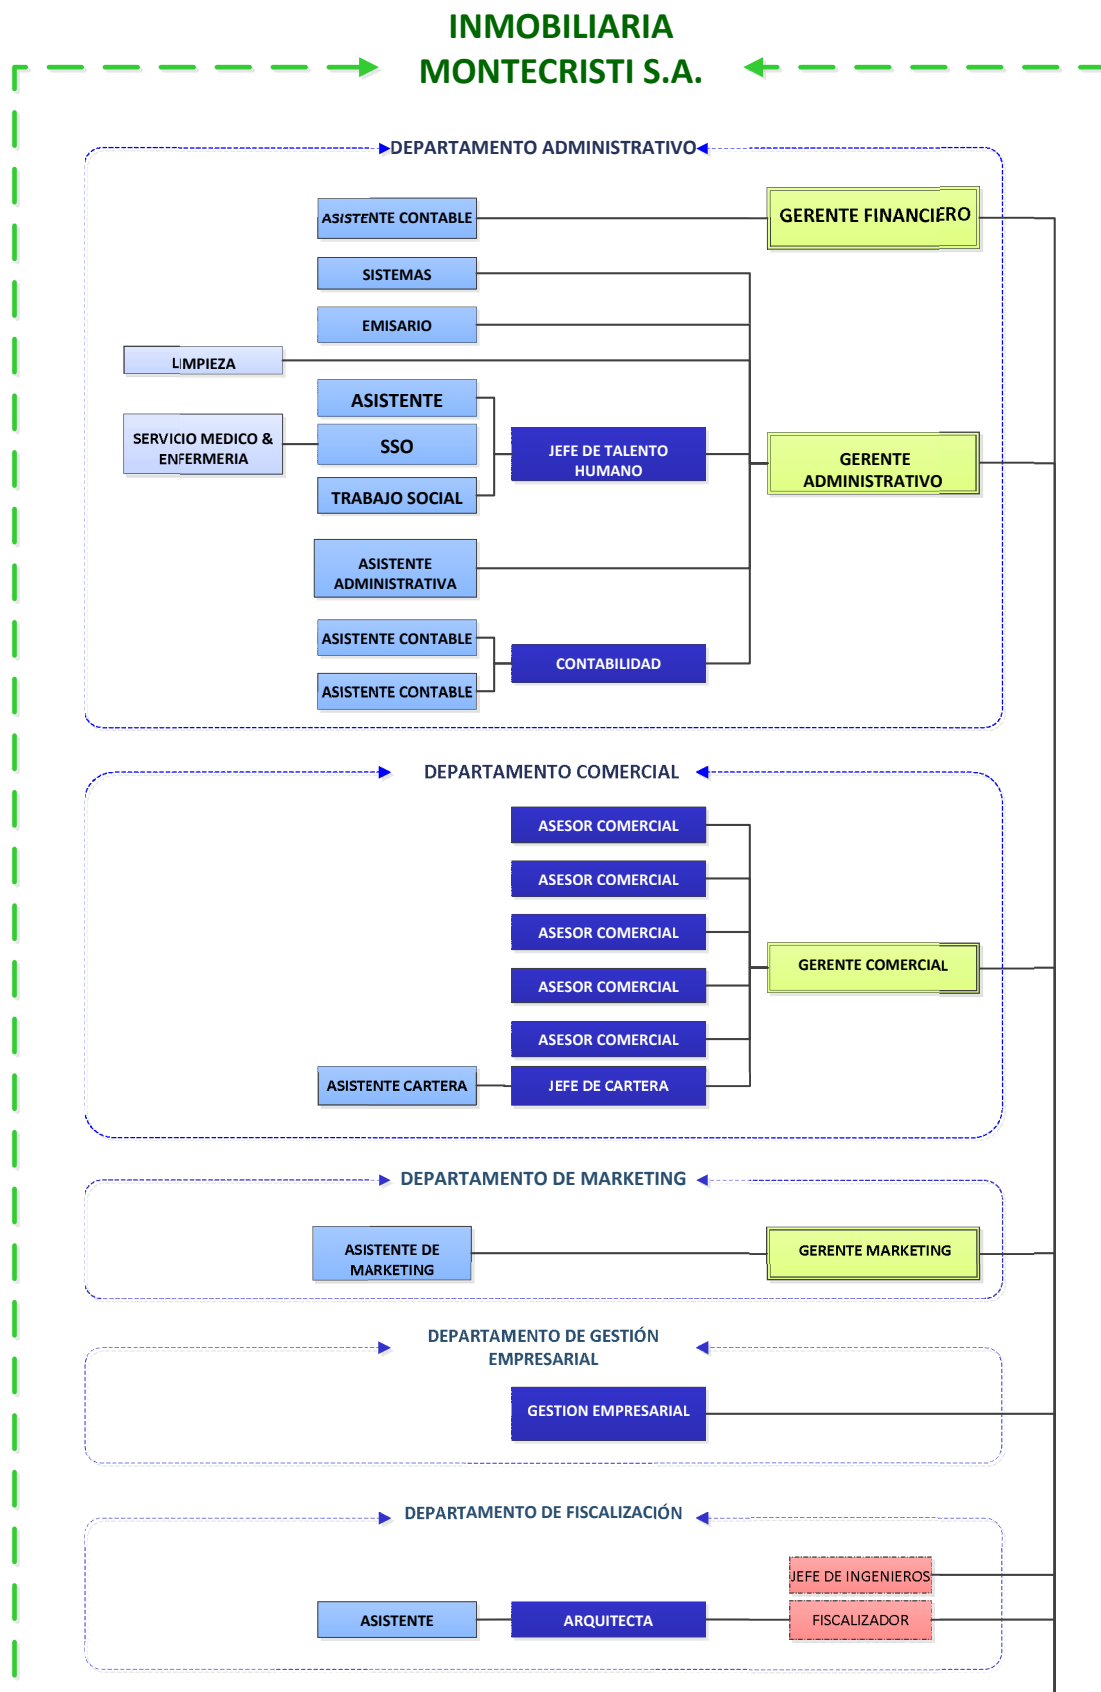 INMOBILIARIA
MONTECRISTI S.A.
DEPARTAMENTO ADMINISTRATIVO
ASISTENTE CONTABLE
GERENTE FINANCIERO
SISTEMAS
EMISARIO
LIMPIEZA
ASISTENTE
SERVICIO MEDICO &
ENFERMERIA
SSO
JEFE DE TALENTO
HUMANO
GERENTE
ADMINISTRATIVO
TRABAJO SOCIAL
ASISTENTE
ADMINISTRATIVA
ASISTENTE CONTABLE
CONTABILIDAD
ASISTENTE CONTABLE
DEPARTAMENTO COMERCIAL
ASESOR COMERCIAL
ASESOR COMERCIAL
ASESOR COMERCIAL
GERENTE COMERCIAL
ASESOR COMERCIAL
ASESOR COMERCIAL
ASISTENTE CARTERA
JEFE DE CARTERA
DEPARTAMENTO DE MARKETING
ASISTENTE DE
MARKETING
GERENTE MARKETING
DEPARTAMENTO DE GESTIÓN
EMPRESARIAL
GESTION EMPRESARIAL
DEPARTAMENTO DE FISCALIZACIÓN
JEFE DE INGENIEROS
ASISTENTE
ARQUITECTA
FISCALIZADOR